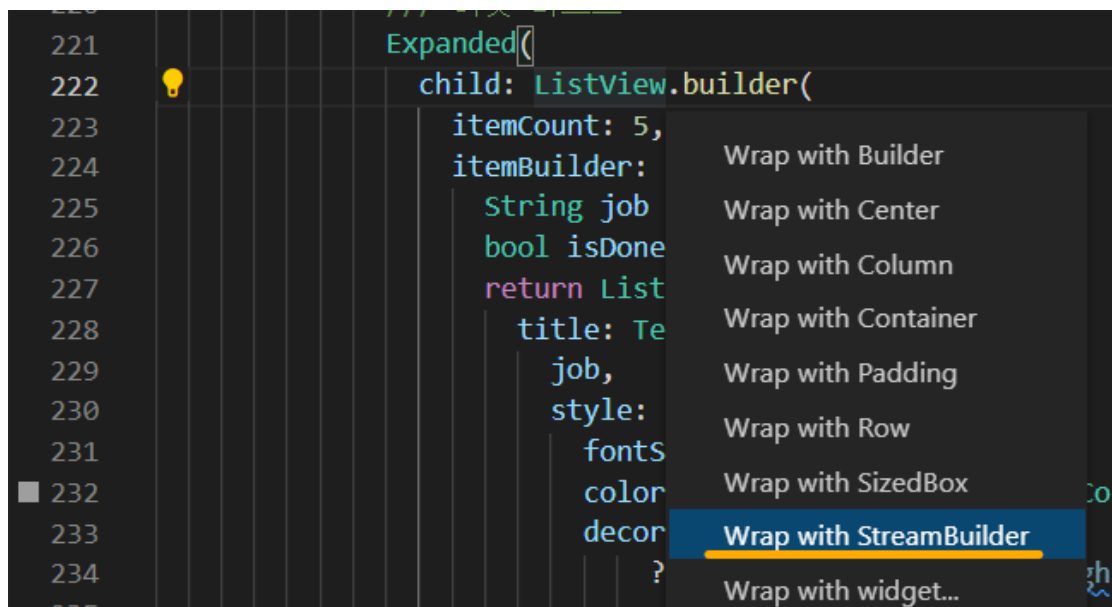 221 Expanded(
222 child: ListView.builder(
223 itemCount: 5,
224 itemBuilder:
225 String job
226 bool isDone
227 return List
228 title: Te
229 job,
230 style:
231 fontS
232 color
233 decor
234 ?
Wrap with Builder
Wrap with Center
Wrap with Column
Wrap with Container
Wrap with Padding
Wrap with Row
Wrap with SizedBox
Wrap with StreamBuilder
Wrap with widget...